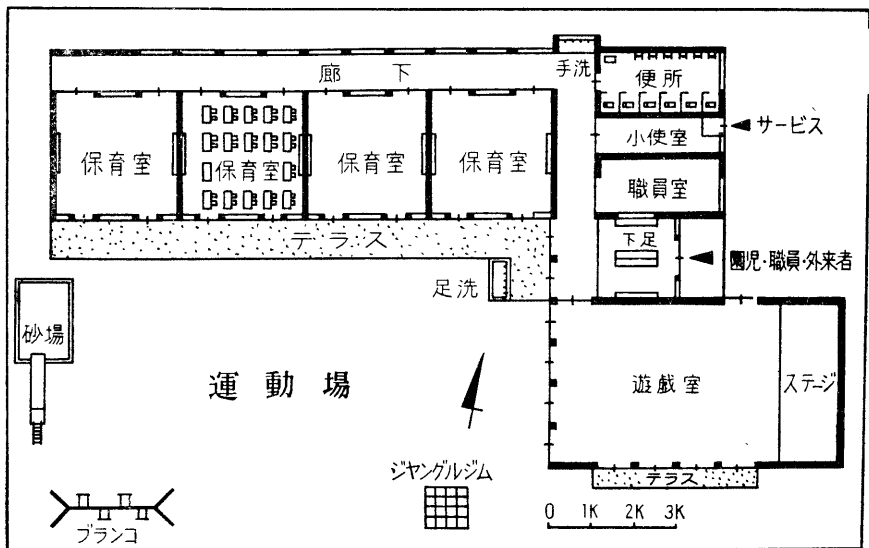 廊下
手洗
便所
サービス
小使室
保育室
保育室
保育室
保育室
職員室
テラス
下足
園児・職員・外来者
足洗
砂場
運動場
遊戯室
ステージ
ジヤングルジム
テラス
ブランコ
0 1K 2K 3K